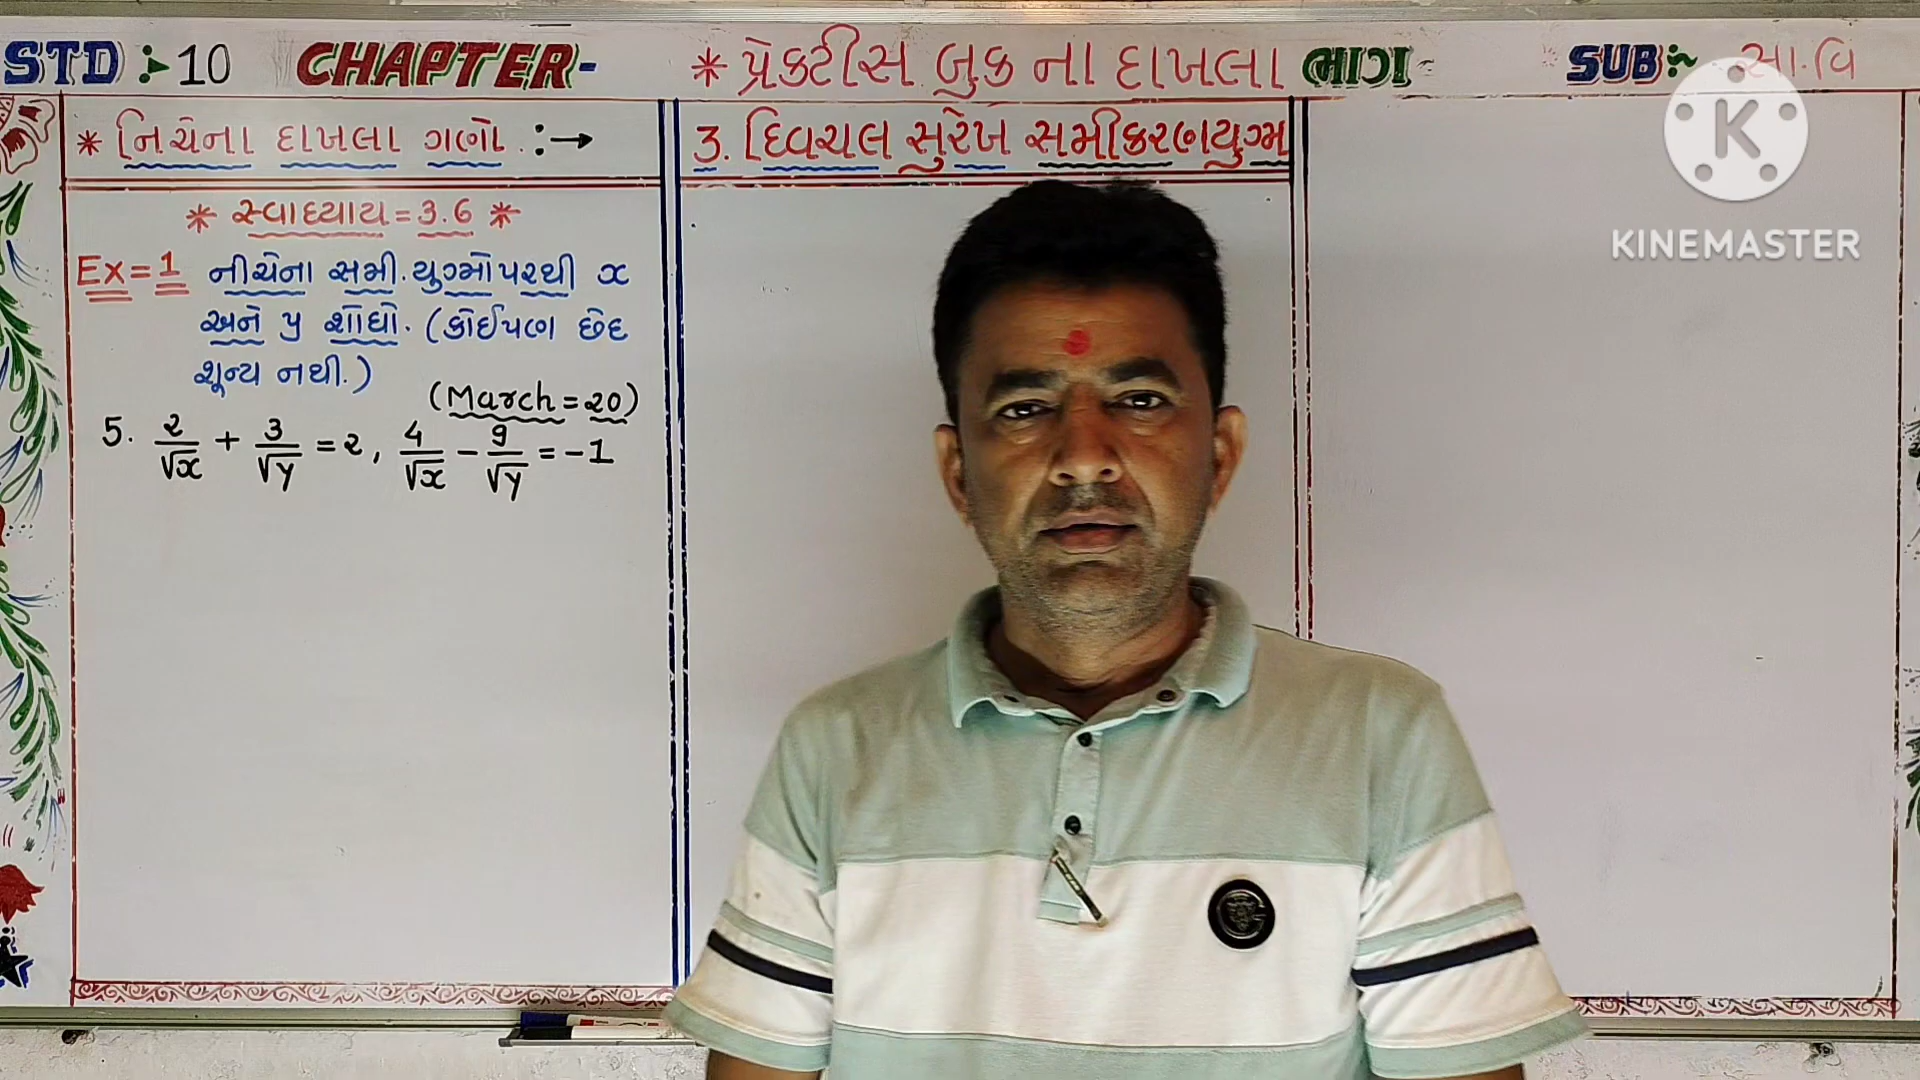 STD :- 10 CHAPTER- * પ્રેક્ટીસ બુક ના દાખલા ભાગ- SUB:~ સા.વિ
* નિચેના દાખલા ગણો :→
* સ્વાધ્યાય = 3.6 *
Ex = 1 નીચેના સમી.યુગ્મો પરથી x
અને y શોધો. (કોઈપણ છેદ
શૂન્ય નથી.)
(March = 20)
5. 2/√x + 3/√y = 2, 4/√x - 9/√y = -1
3. દ્વિચલ સુરેખ સમીકરણયુગ્મ
K
KINEMASTER